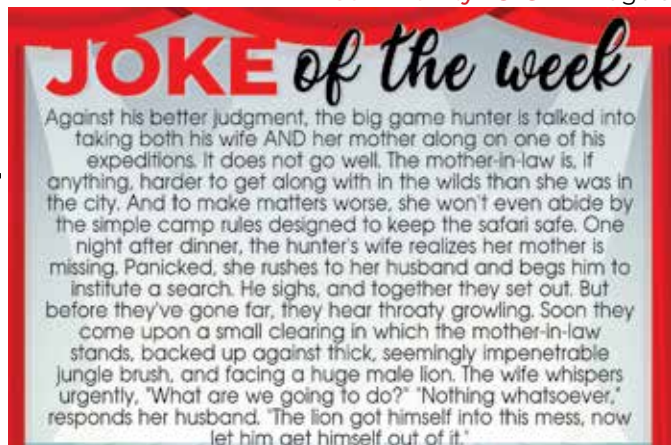 JOKE of the week
Against his better judgment, the big game hunter is talked into
taking both his wife AND her mother along on one of his
expeditions. It does not go well. The mother-in-law is, if
anything, harder to get along with in the wilds than she was in
the city. And to make matters worse, she won't even abide by
the simple camp rules designed to keep the safari safe. One
night after dinner, the hunter's wife realizes her mother is
missing. Panicked, she rushes to her husband and begs him to
institute a search. He sighs, and together they set out. But
before they've gone far, they hear throaty growling. Soon they
come upon a small clearing in which the mother-in-law
stands, backed up against thick, seemingly impenetrable
jungle brush, and facing a huge male lion. The wife whispers
urgently, "What are we going to do?" "Nothing whatsoever,"
responds her husband. "The lion got himself into this mess, now
let him get himself out of it."